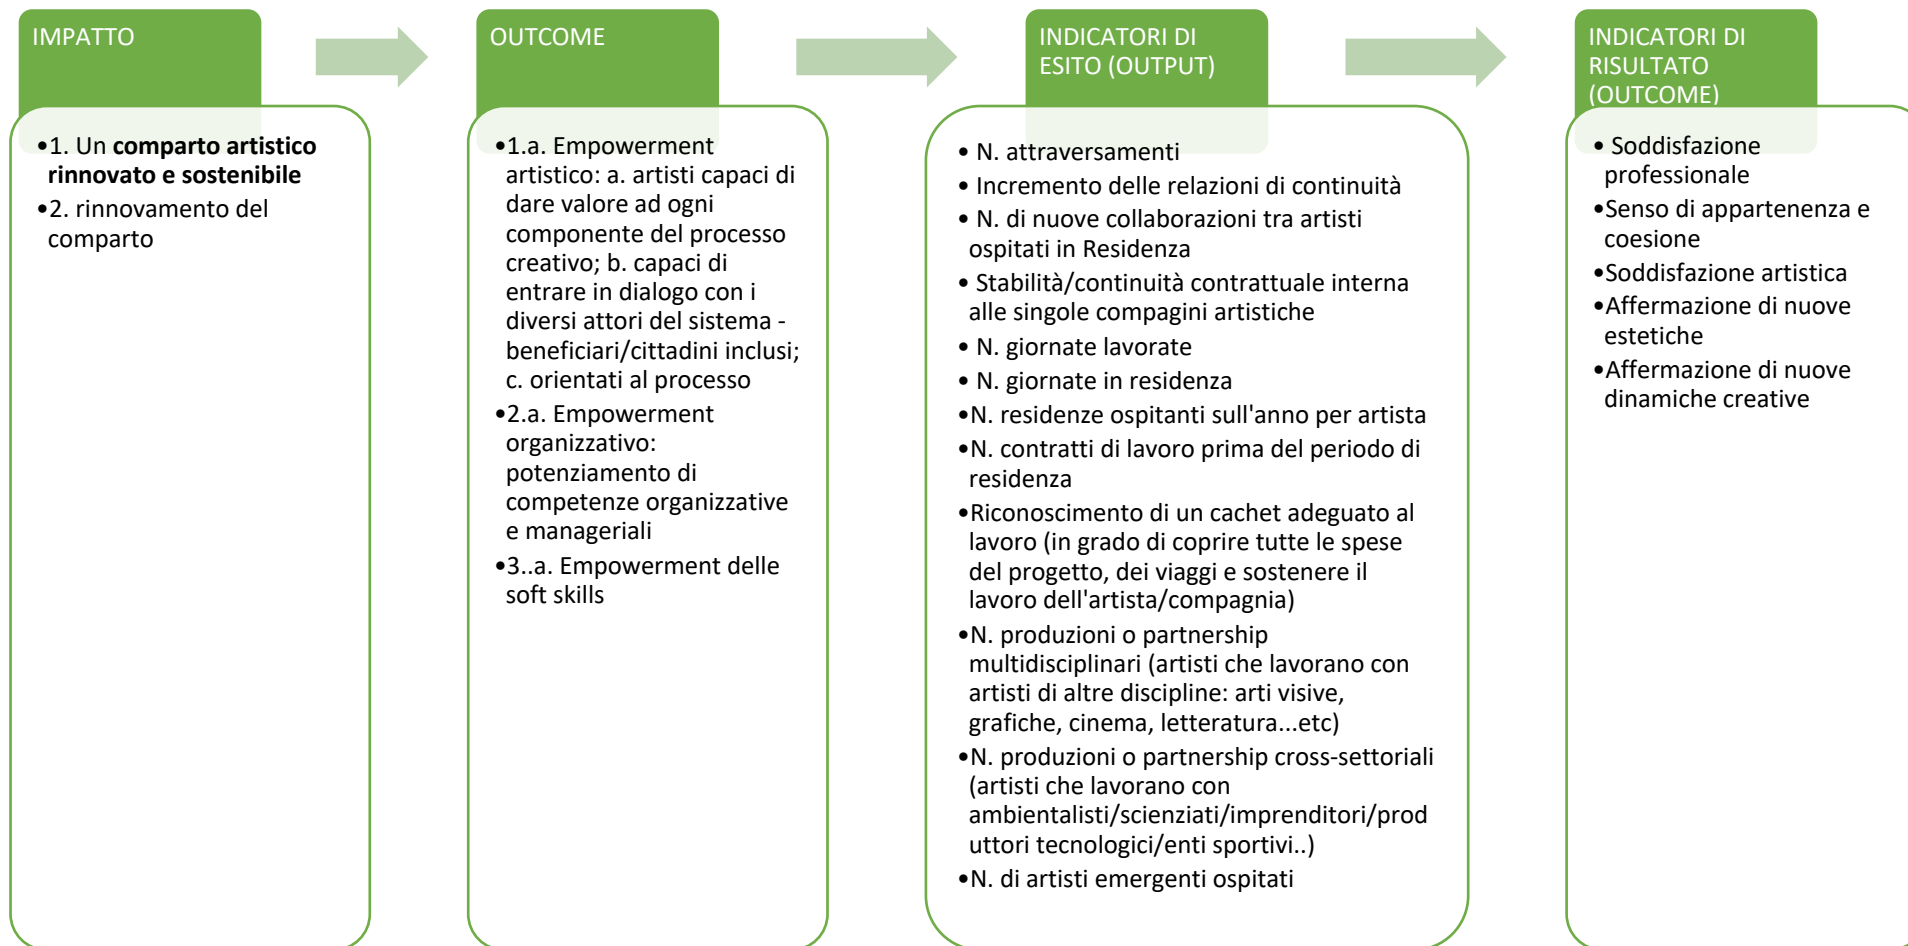 IMPATTO
•1. Un comparto artistico
rinnovato e sostenibile
•2. rinnovamento del
comparto
OUTCOME
•1.a. Empowerment
artistico: a. artisti capaci di
dare valore ad ogni
componente del processo
creativo; b. capaci di
entrare in dialogo con i
diversi attori del sistema -
beneficiari/cittadini inclusi;
c. orientati al processo
•2.a. Empowerment
organizzativo:
potenziamento di
competenze organizzative
e manageriali
•3..a. Empowerment delle
soft skills
INDICATORI DI
ESITO (OUTPUT)
• N. attraversamenti
• Incremento delle relazioni di continuità
• N. di nuove collaborazioni tra artisti
ospitati in Residenza
• Stabilità/continuità contrattuale interna
alle singole compagini artistiche
• N. giornate lavorate
• N. giornate in residenza
•N. residenze ospitanti sull'anno per artista
•N. contratti di lavoro prima del periodo di
residenza
•Riconoscimento di un cachet adeguato al
lavoro (in grado di coprire tutte le spese
del progetto, dei viaggi e sostenere il
lavoro dell'artista/compagnia)
•N. produzioni o partnership
multidisciplinari (artisti che lavorano con
artisti di altre discipline: arti visive,
grafiche, cinema, letteratura...etc)
•N. produzioni o partnership cross-settoriali
(artisti che lavorano con
ambientalisti/scienziati/imprenditori/prod
uttori tecnologici/enti sportivi..)
•N. di artisti emergenti ospitati
INDICATORI DI
RISULTATO
(OUTCOME)
• Soddisfazione
professionale
•Senso di appartenenza e
coesione
•Soddisfazione artistica
•Affermazione di nuove
estetiche
•Affermazione di nuove
dinamiche creative